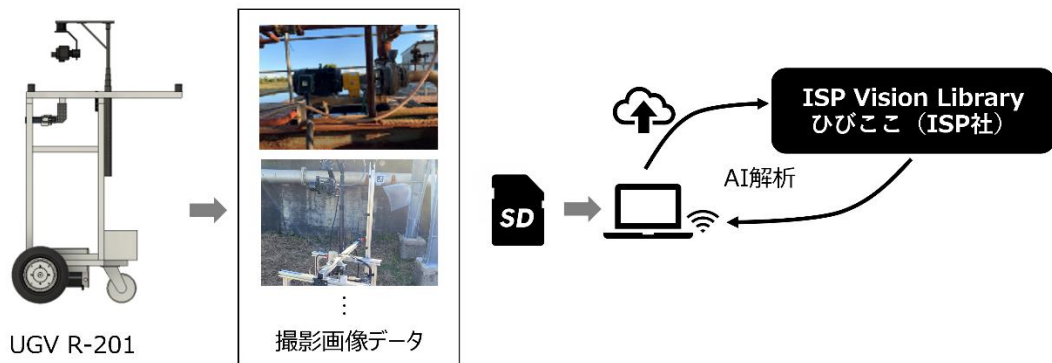 UGV R-201
⋮
撮影画像データ
SD
AI解析
ISP Vision Library
ひびここ（ISP社）